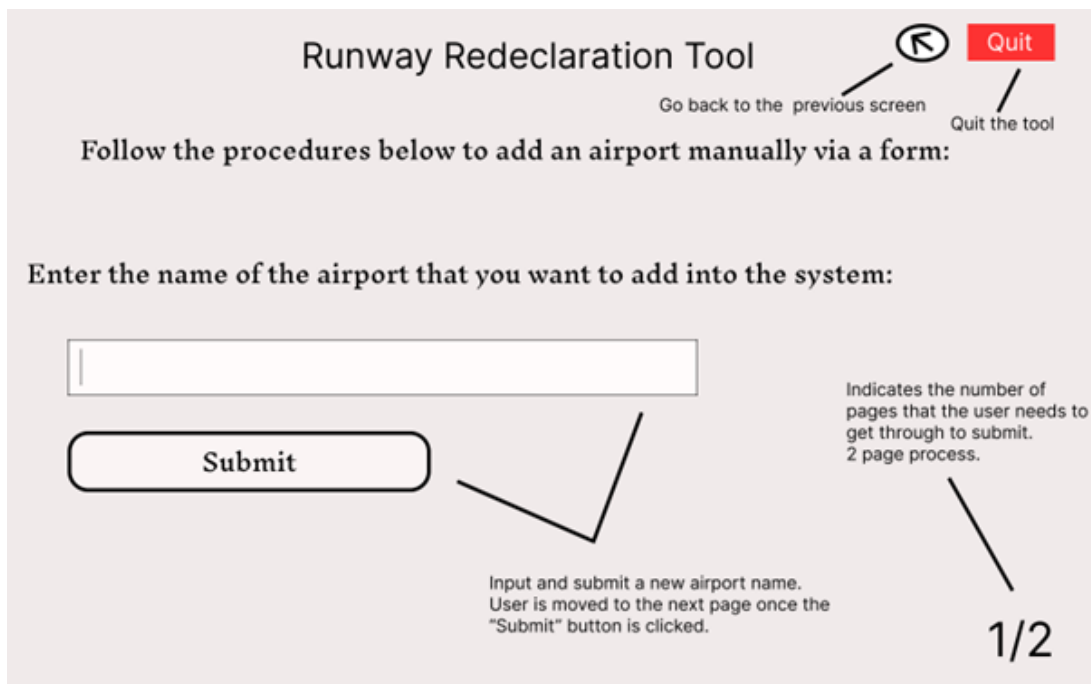 Runway Redeclaration Tool
Quit
Go back to the previous screen
Quit the tool
Follow the procedures below to add an airport manually via a form:
Enter the name of the airport that you want to add into the system:
Indicates the number of
pages that the user needs to
get through to submit.
2 page process.
Submit
Input and submit a new airport name.
User is moved to the next page once the
"Submit" button is clicked.
1/2